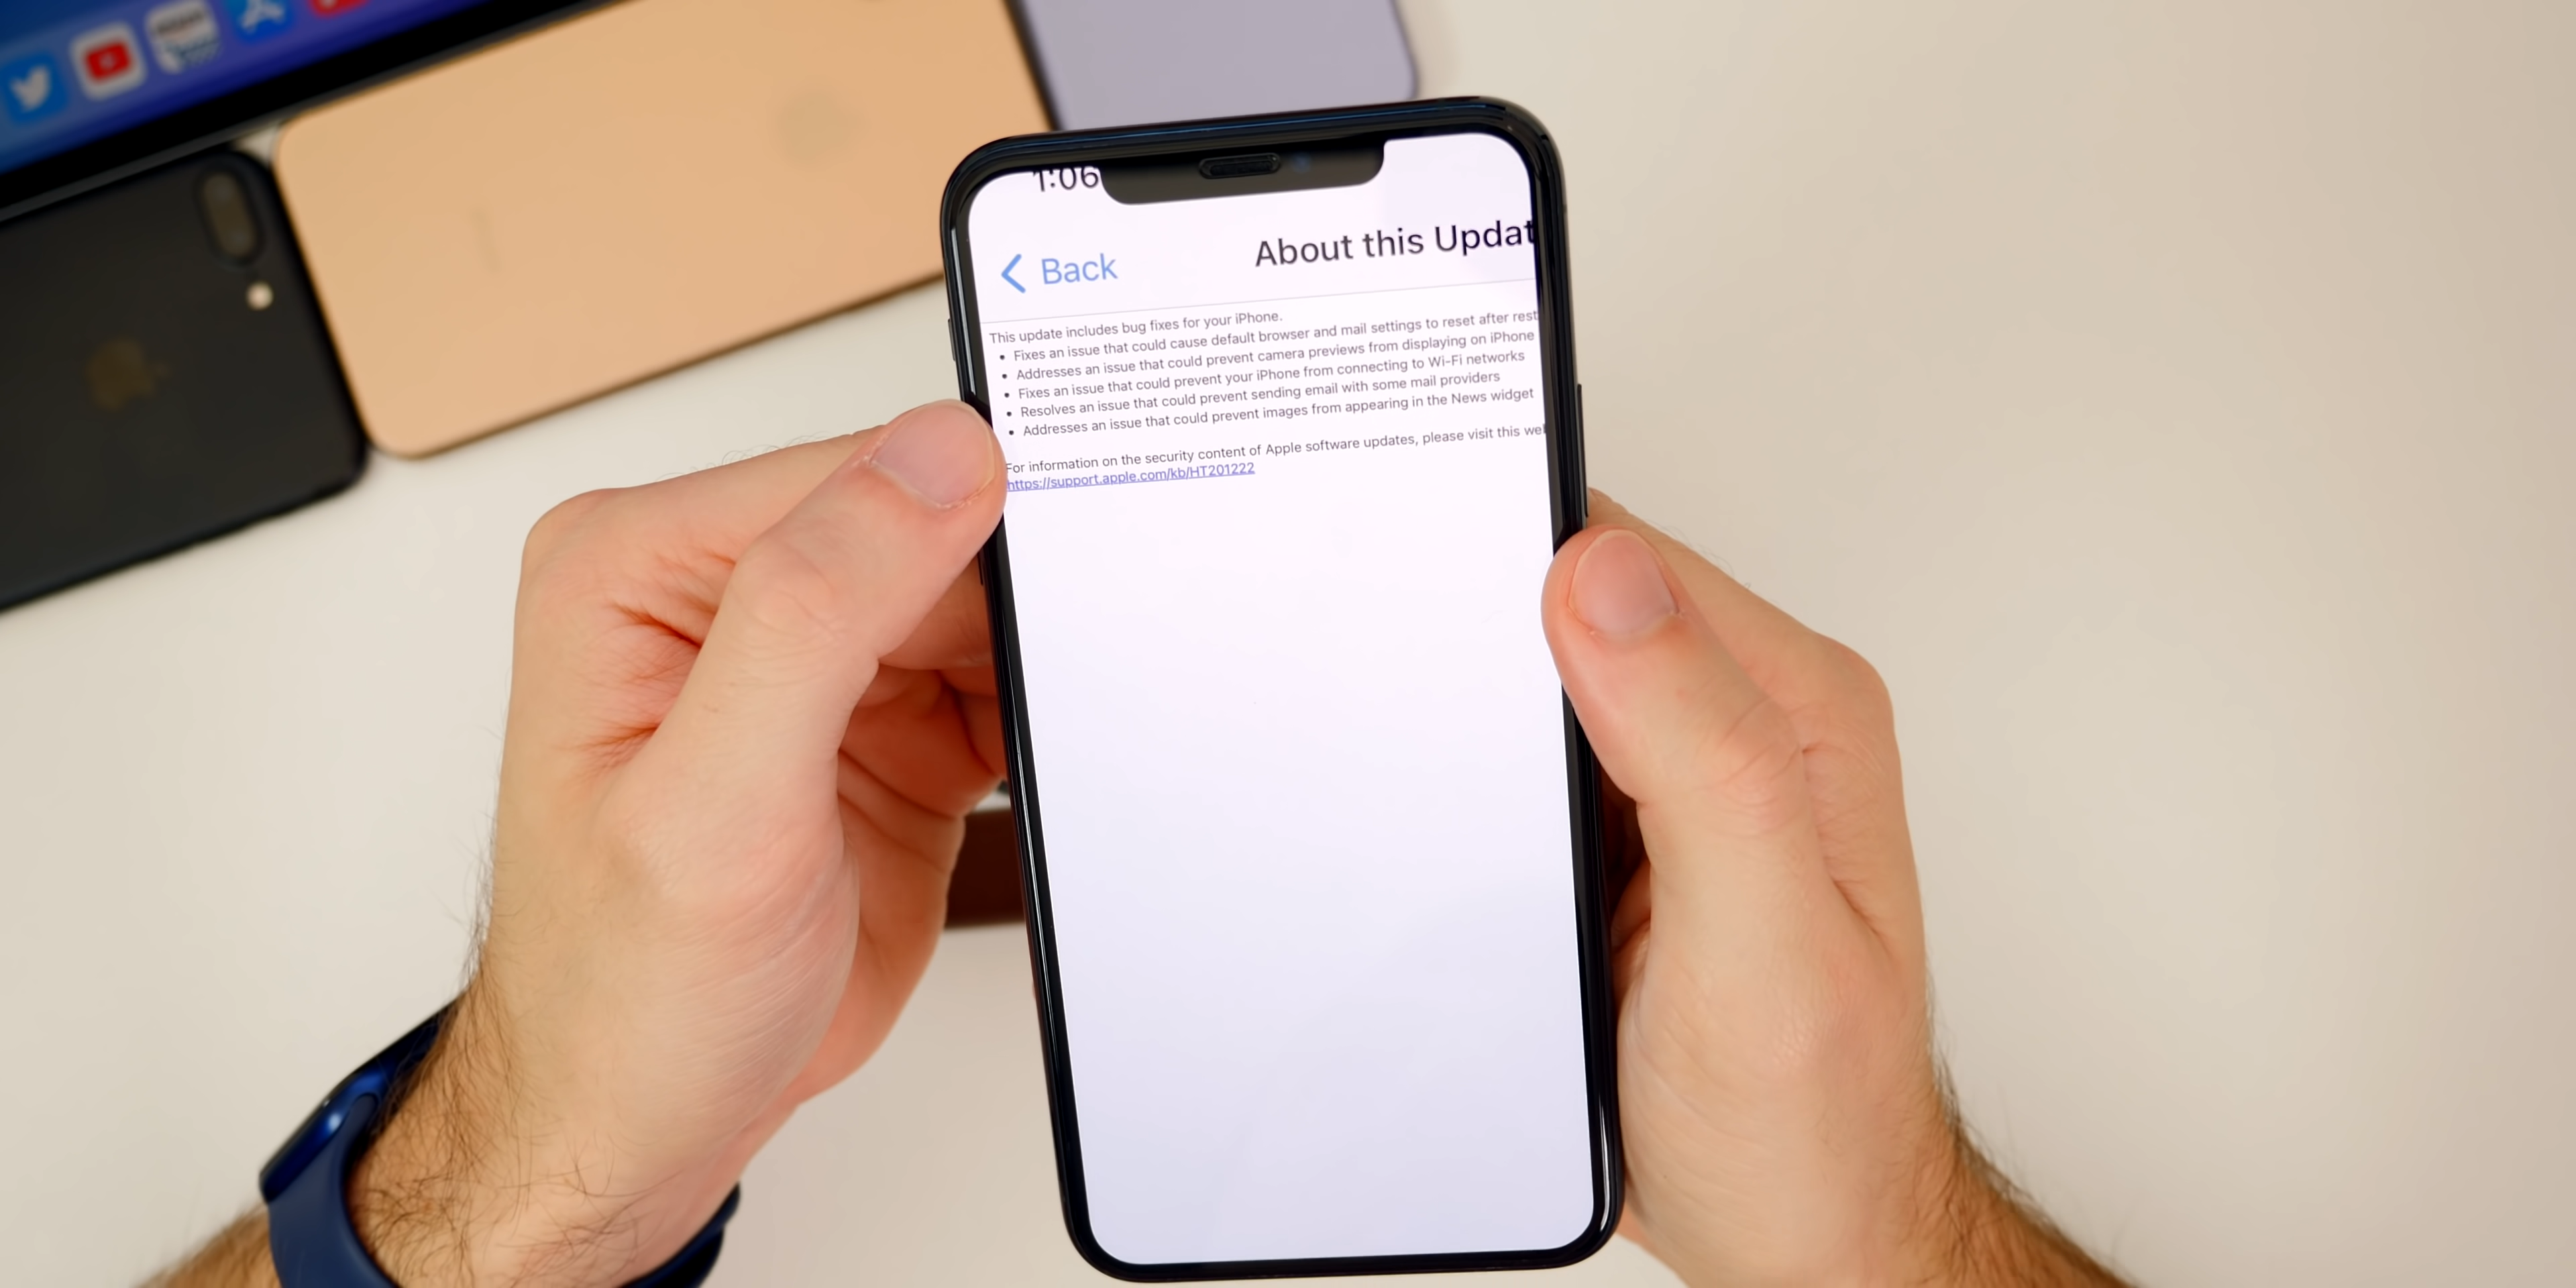 1:06
Back
About this Updat
This update includes bug fixes for your iPhone.
• Fixes an issue that could cause default browser and mail settings to reset after rest
• Addresses an issue that could prevent camera previews from displaying on iPhone
• Fixes an issue that could prevent your iPhone from connecting to Wi-Fi networks
• Resolves an issue that could prevent sending email with some mail providers
• Addresses an issue that could prevent images from appearing in the News widget
For information on the security content of Apple software updates, please visit this we
https://support.apple.com/kb/HT201222